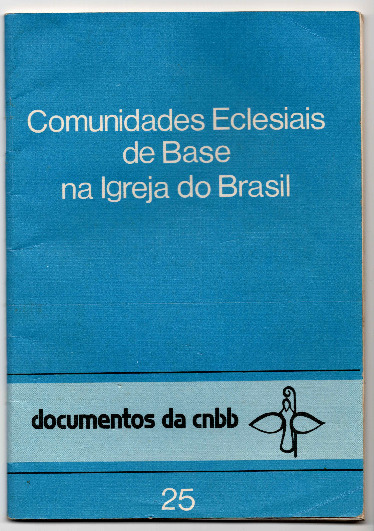 Comunidades Eclesiais
de Base
na Igreja do Brasil
documentos da cnbb
25